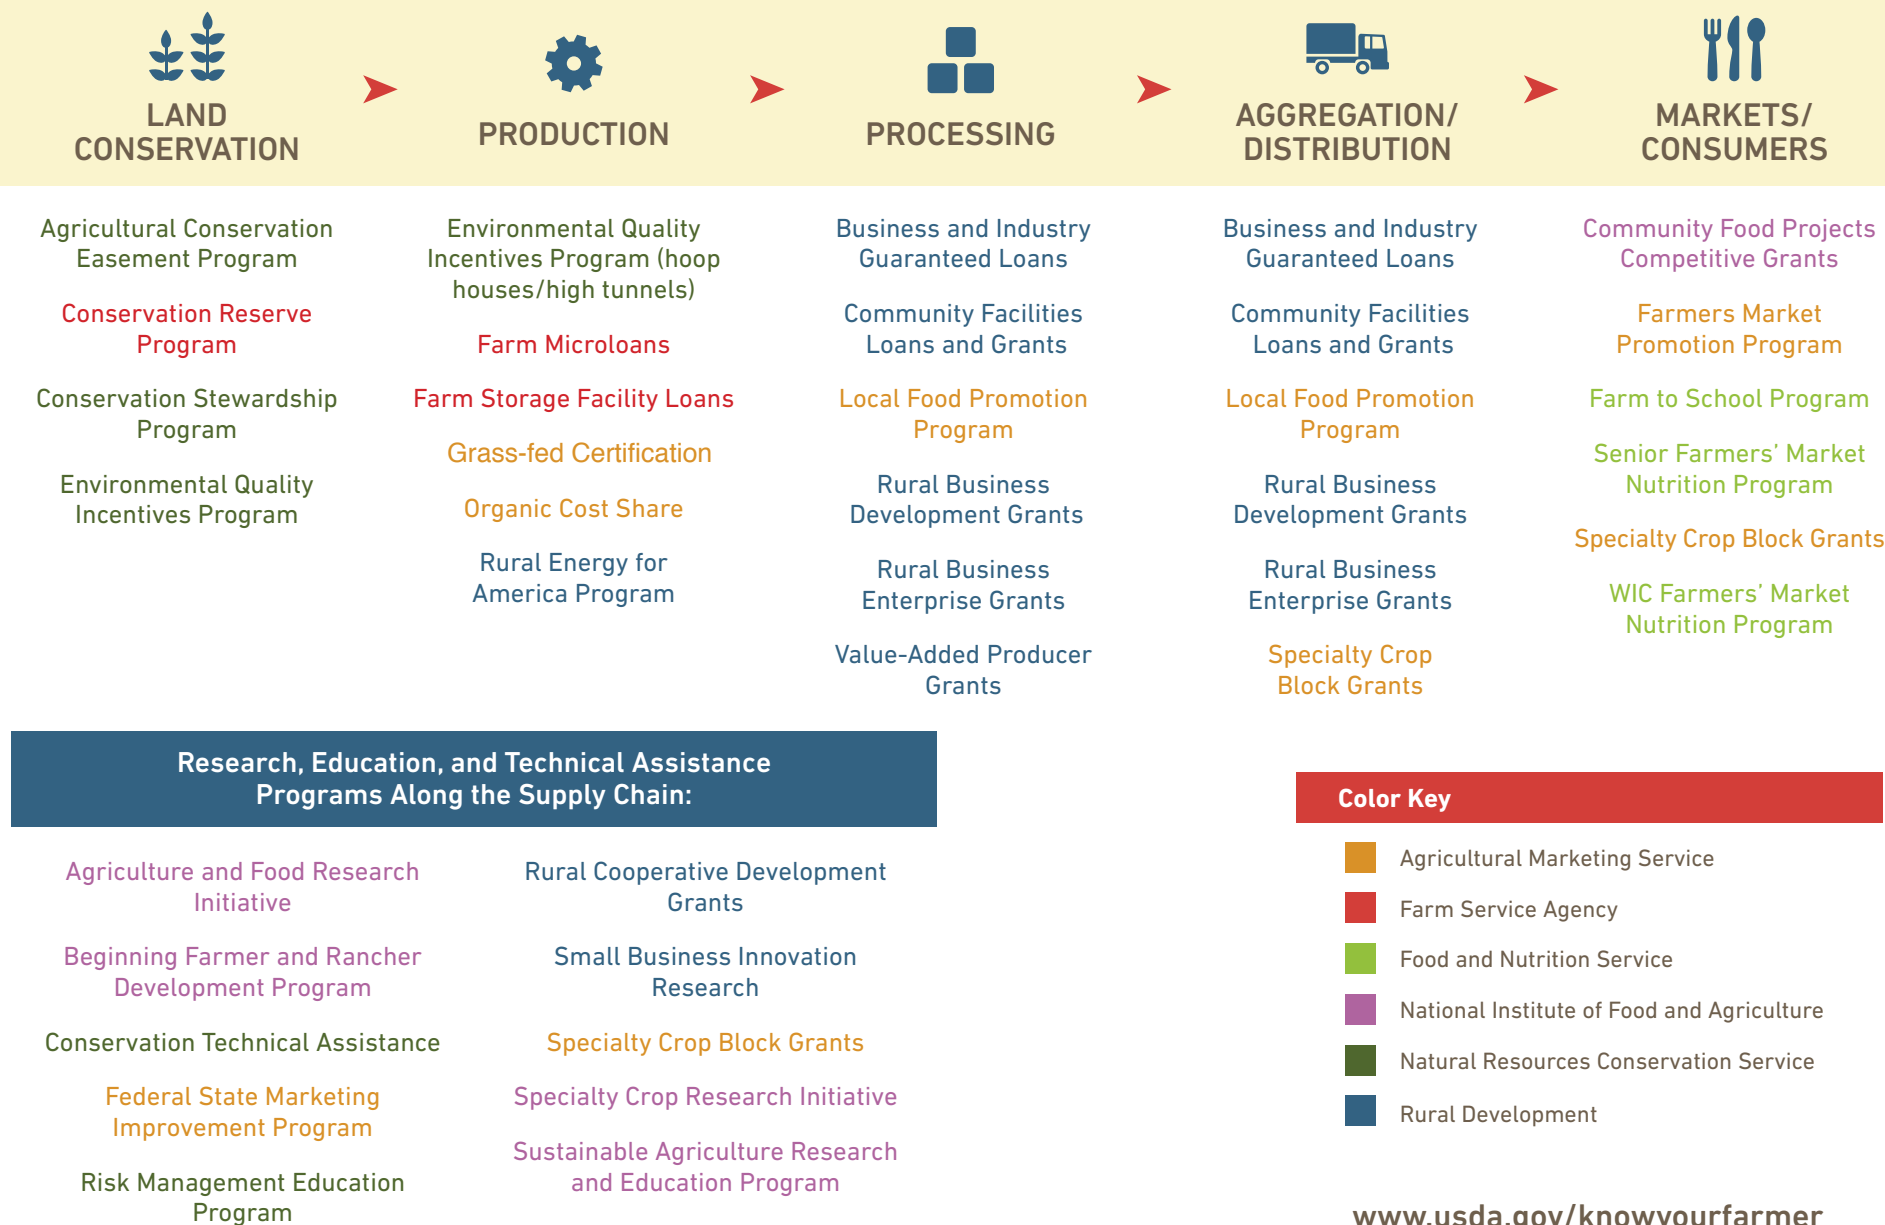 LAND
CONSERVATION
PRODUCTION
PROCESSING
AGGREGATION/
DISTRIBUTION
MARKETS/
CONSUMERS
Agricultural Conservation
Easement Program
Conservation Reserve
Program
Conservation Stewardship
Program
Environmental Quality
Incentives Program
Environmental Quality
Incentives Program (hoop
houses/high tunnels)
Farm Microloans
Farm Storage Facility Loans
Grass-fed Certification
Organic Cost Share
Rural Energy for
America Program
Business and Industry
Guaranteed Loans
Community Facilities
Loans and Grants
Local Food Promotion
Program
Rural Business
Development Grants
Rural Business
Enterprise Grants
Value-Added Producer
Grants
Business and Industry
Guaranteed Loans
Community Facilities
Loans and Grants
Local Food Promotion
Program
Rural Business
Development Grants
Rural Business
Enterprise Grants
Specialty Crop
Block Grants
Community Food Projects
Competitive Grants
Farmers Market
Promotion Program
Farm to School Program
Senior Farmers’ Market
Nutrition Program
Specialty Crop Block Grants
WIC Farmers’ Market
Nutrition Program
Research, Education, and Technical Assistance
Programs Along the Supply Chain:
Agriculture and Food Research
Initiative
Beginning Farmer and Rancher
Development Program
Conservation Technical Assistance
Federal State Marketing
Improvement Program
Risk Management Education
Program
Rural Cooperative Development
Grants
Small Business Innovation
Research
Specialty Crop Block Grants
Specialty Crop Research Initiative
Sustainable Agriculture Research
and Education Program
Color Key
Agricultural Marketing Service
Farm Service Agency
Food and Nutrition Service
National Institute of Food and Agriculture
Natural Resources Conservation Service
Rural Development
www.usda.gov/knowyourfarmer